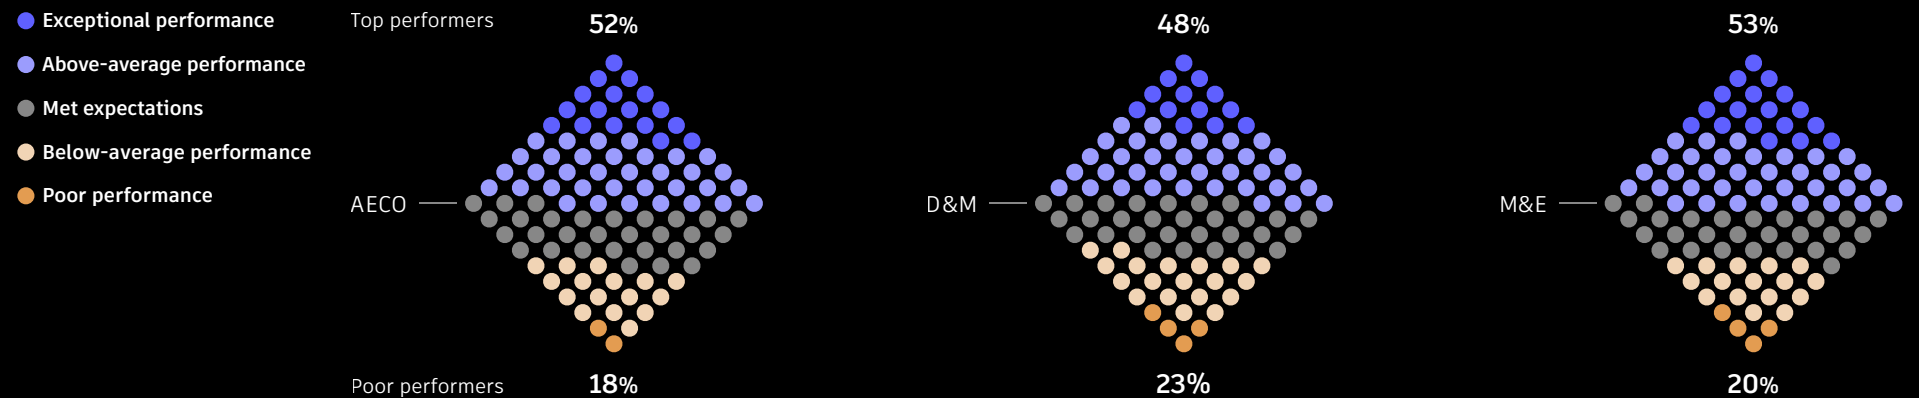 Exceptional performance
Above-average performance
Met expectations
Below-average performance
Poor performance
Top performers
52%
48%
53%
AECO
D&M
M&E
Poor performers
18%
23%
20%